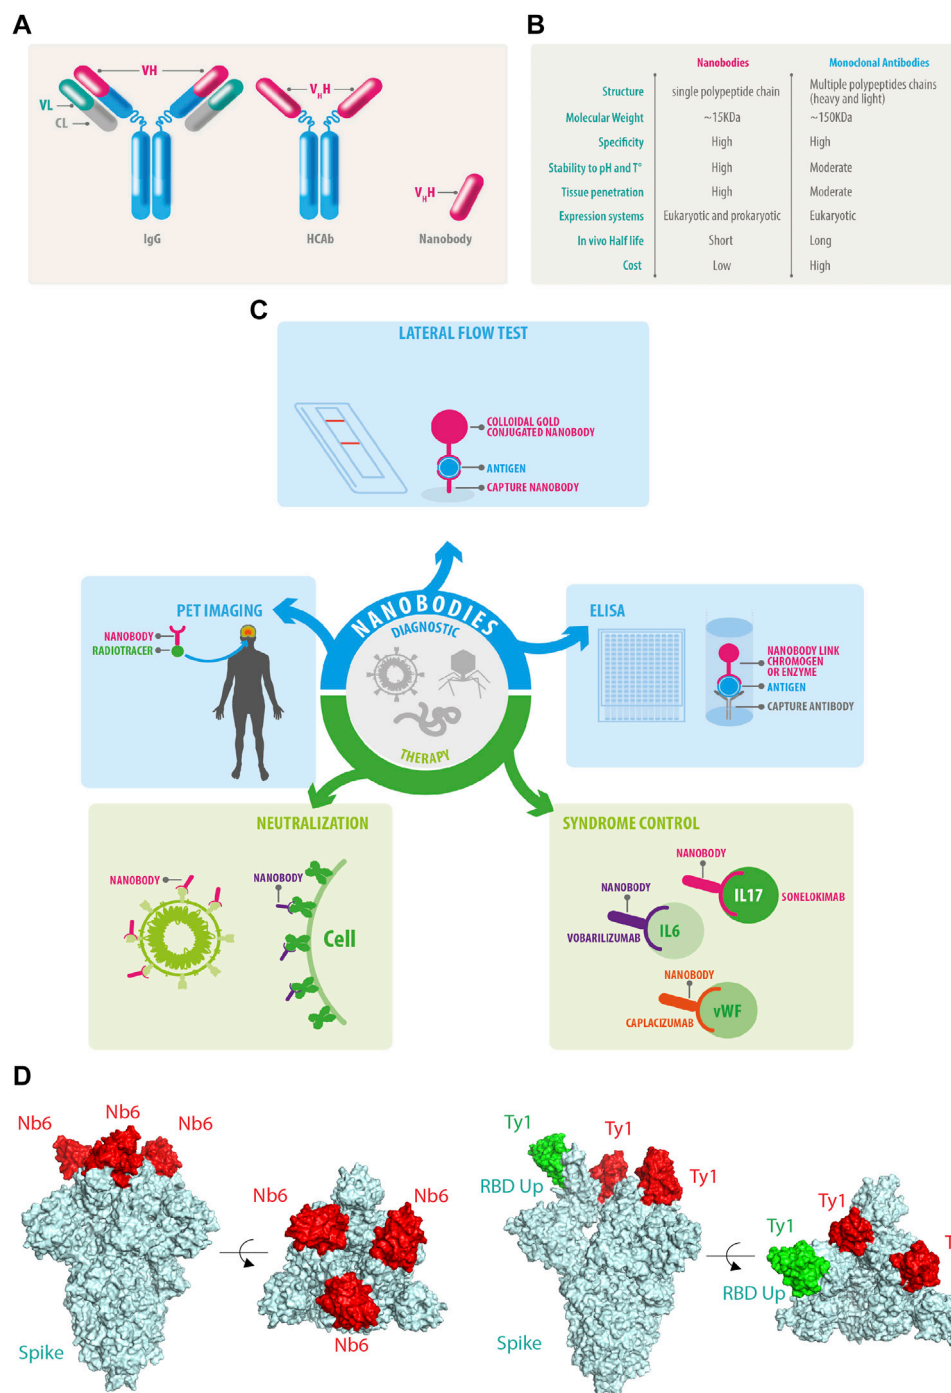 A
VH
VL
CL
IgG
VHH
HCAb
VHH
Nanobody
B
Nanobodies
Monoclonal Antibodies
Structure
single polypeptide chain
Multiple polypeptides chains
(heavy and light)
Molecular Weight
~15KDa
~150KDa
Specificity
High
High
Stability to pH and T°
High
Moderate
Tissue penetration
High
Moderate
Expression systems
Eukaryotic and prokaryotic
Eukaryotic
In vivo Half life
Short
Long
Cost
Low
High
C
LATERAL FLOW TEST
COLLOIDAL GOLD
CONJUGATED NANOBODY
ANTIGEN
CAPTURE NANOBODY
PET IMAGING
NANOBODY
RADIOTRACER
NANOBODIES
DIAGNOSTIC
THERAPY
ELISA
NANOBODY LINK
CHROMOGEN
OR ENZYME
ANTIGEN
CAPTURE ANTIBODY
NEUTRALIZATION
NANOBODY
NANOBODY
Cell
SYNDROME CONTROL
NANOBODY
IL17
SONELOKIMAB
NANOBODY
IL6
VOBARILIZUMAB
NANOBODY
vWF
CAPLACIZUMAB
D
Nb6
Nb6
Nb6
Spike
Nb6
Nb6
Nb6
Ty1
Ty1
Ty1
RBD Up
Spike
Ty1
Ty1
RBD Up